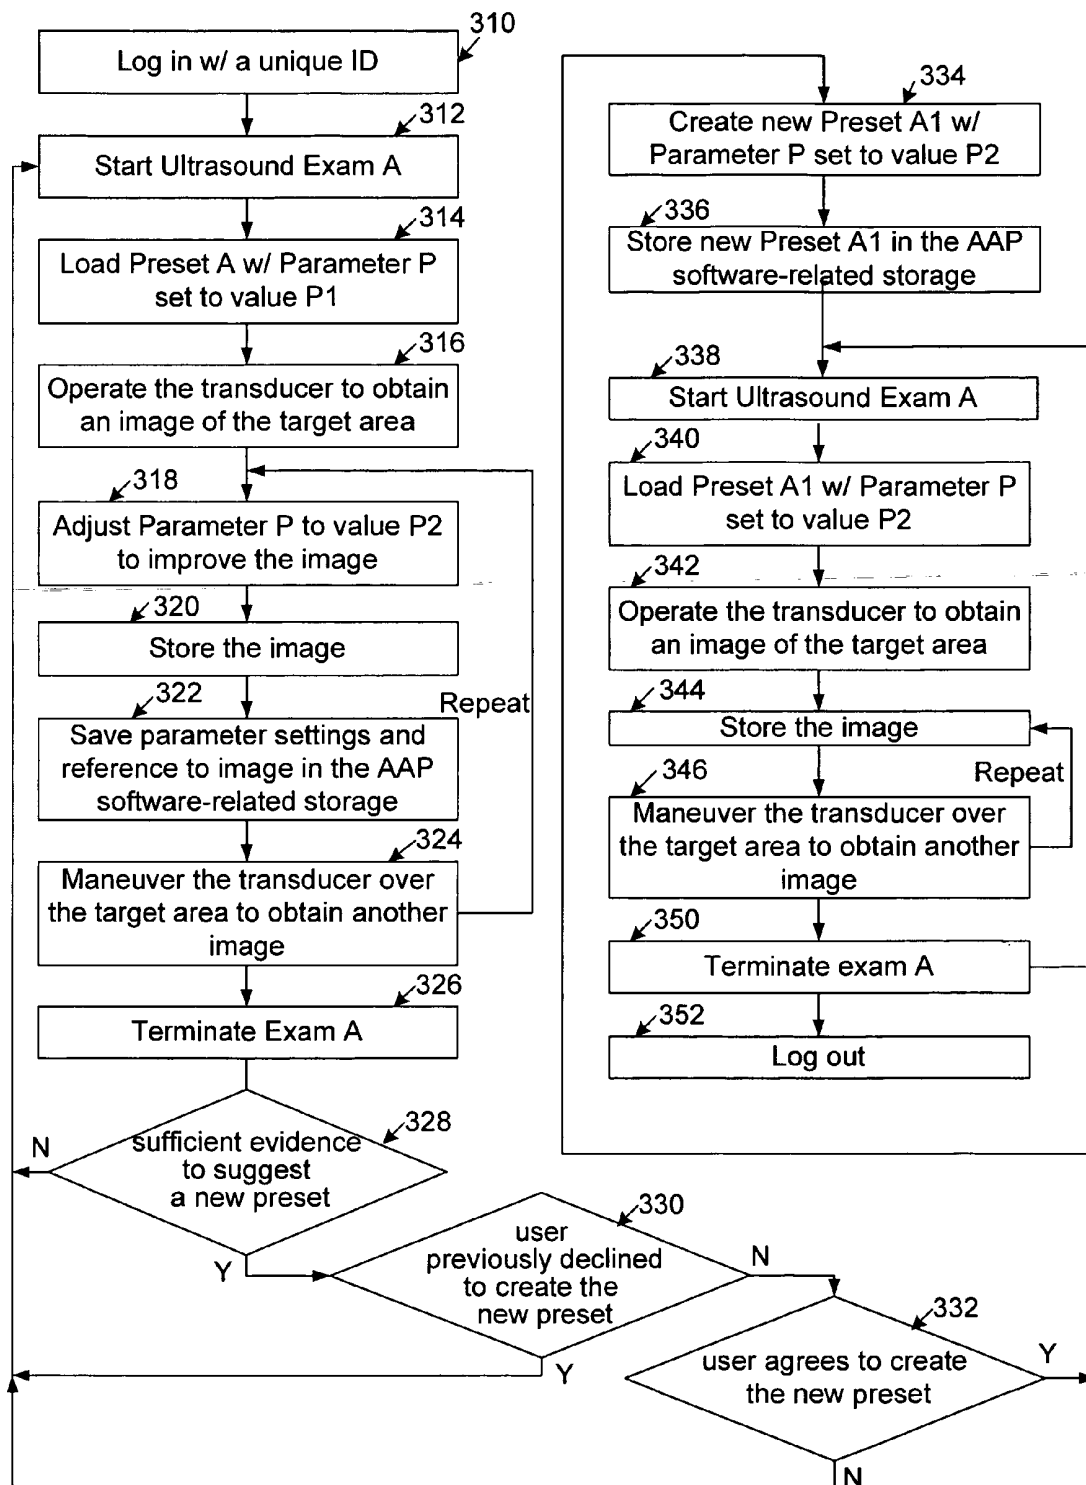 310
Log in w/ a unique ID
312
Start Ultrasound Exam A
314
Load Preset A w/ Parameter P
set to value P1
316
Operate the transducer to obtain
an image of the target area
318
Adjust Parameter P to value P2
to improve the image
320
Store the image
322
Repeat
Save parameter settings and
reference to image in the AAP
software-related storage
324
Maneuver the transducer over
the target area to obtain another
image
326
Terminate Exam A
328
N
sufficient evidence
to suggest
a new preset
Y
330
user
previously declined
to create the
new preset
N
Y
332
user agrees to create
the new preset
Y
N
334
Create new Preset A1 w/
Parameter P set to value P2
336
Store new Preset A1 in the AAP
software-related storage
338
Start Ultrasound Exam A
340
Load Preset A1 w/ Parameter P
set to value P2
342
Operate the transducer to obtain
an image of the target area
344
Store the image
Repeat
346
Maneuver the transducer over
the target area to obtain another
image
350
Terminate exam A
352
Log out